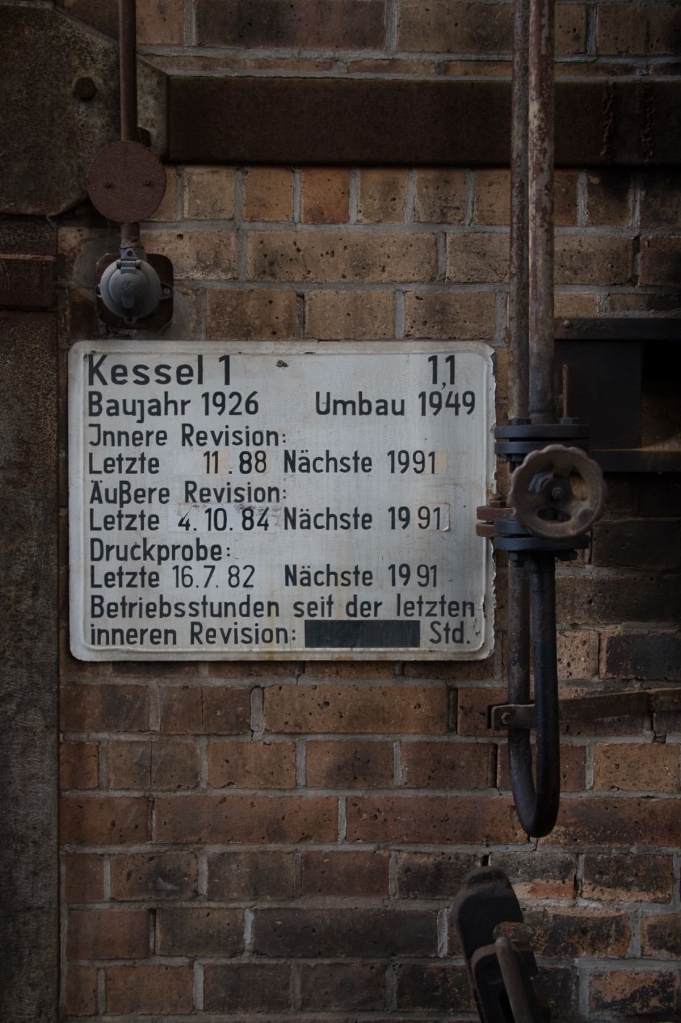 Kessel 1 1,1
Baujahr 1926 Umbau 1949
Jnnere Revision:
Letzte 11.88 Nächste 1991
Äußere Revision:
Letzte 4.10.84 Nächste 1991
Druckprobe:
Letzte 16.7.82 Nächste 1991
Betriebsstunden seit der letzten
inneren Revision: Std.